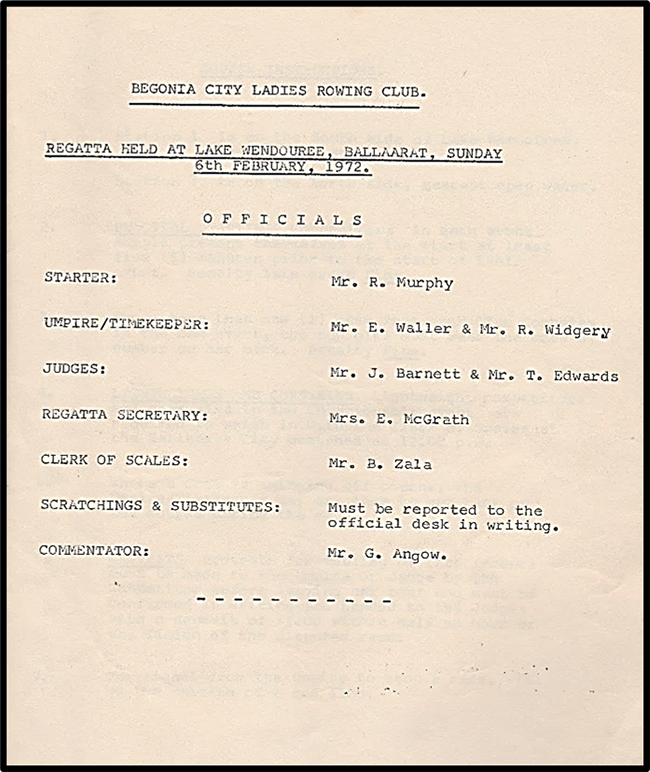 BEGONIA CITY LADIES ROWING CLUB.
REGATTA HELD AT LAKE WENDOUREE, BALLAARAT, SUNDAY
6th FEBRUARY, 1972.
O F F I C I A L S
STARTER: Mr. R. Murphy
UMPIRE/TIMEKEEPER: Mr. E. Waller & Mr. R. Widgery
JUDGES: Mr. J. Barnett & Mr. T. Edwards
REGATTA SECRETARY: Mrs. E. McGrath
CLERK OF SCALES: Mr. B. Zala
SCRATCHINGS & SUBSTITUTES: Must be reported to the
official desk in writing.
COMMENTATOR: Mr. G. Angow.
- - - - - - - - - - -